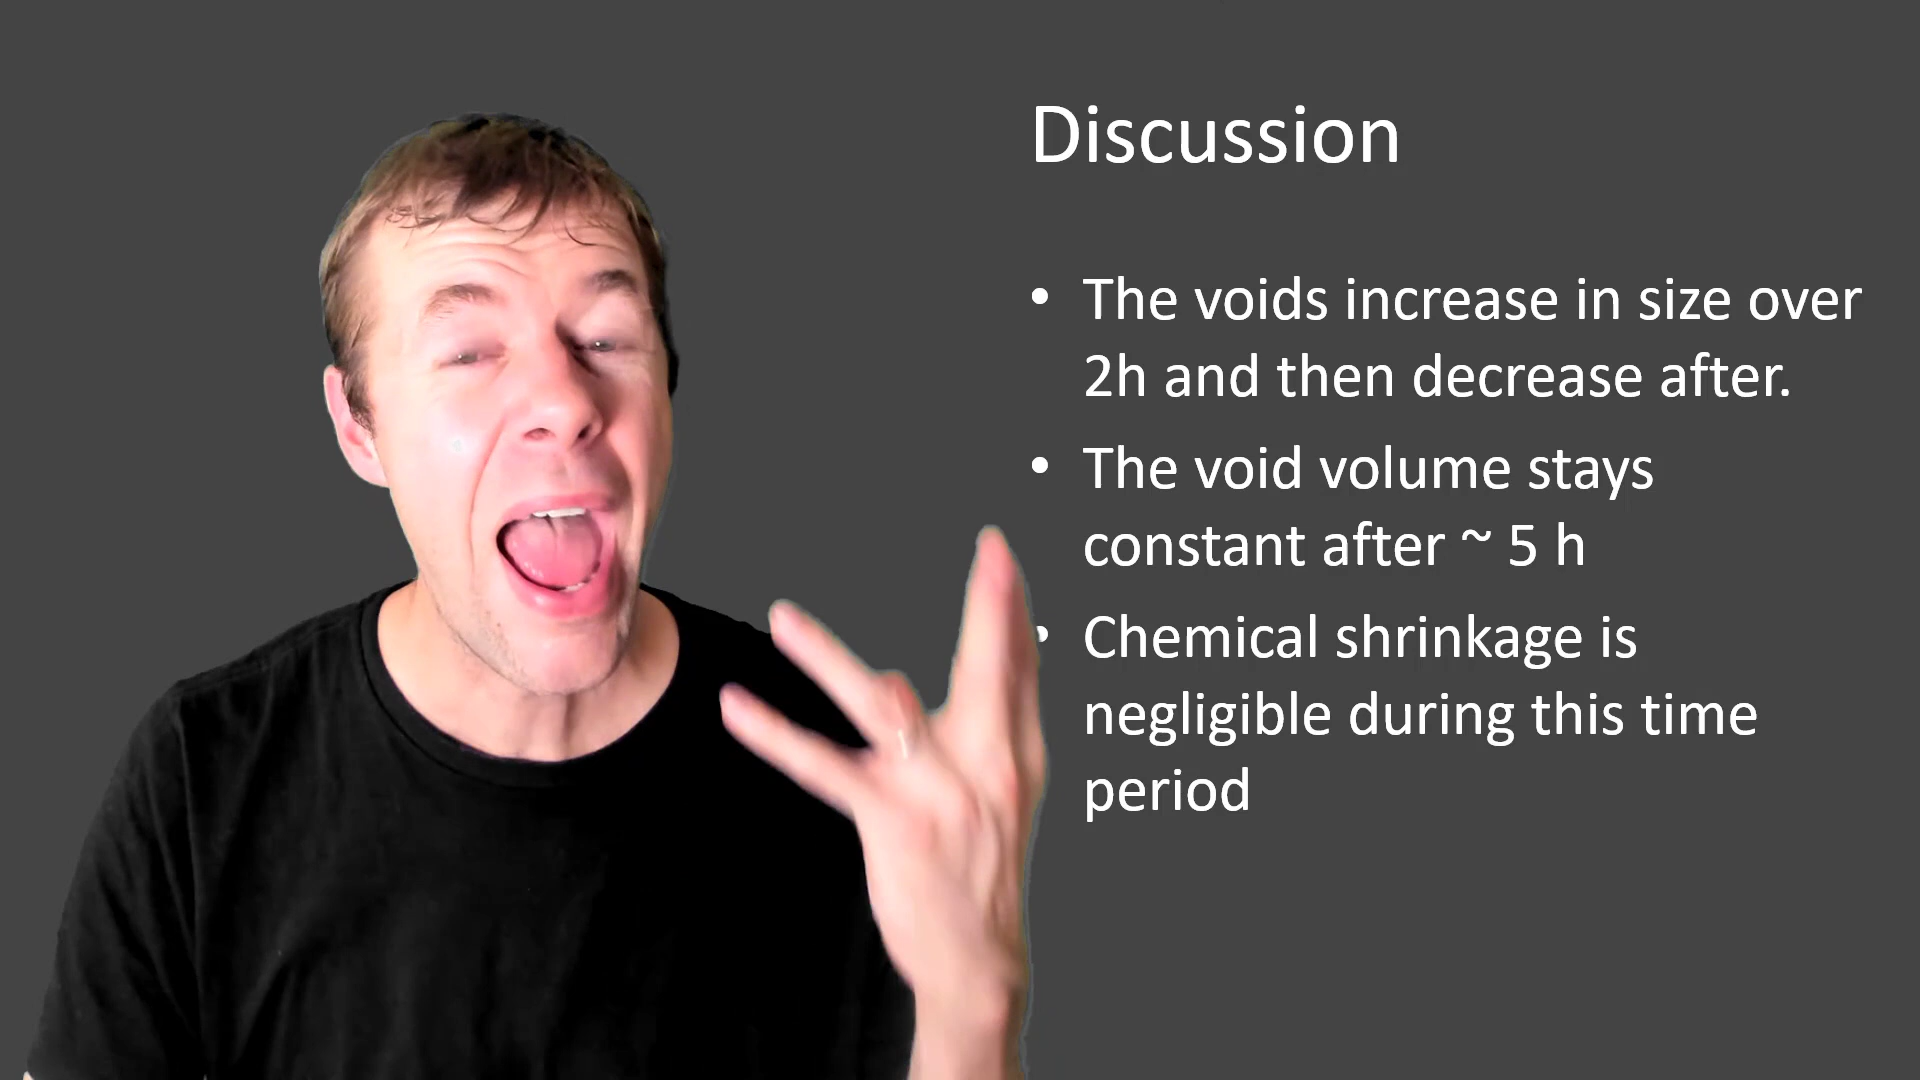 Discussion
• The voids increase in size over
2h and then decrease after.
• The void volume stays
constant after ~ 5 h
• Chemical shrinkage is
negligible during this time
period